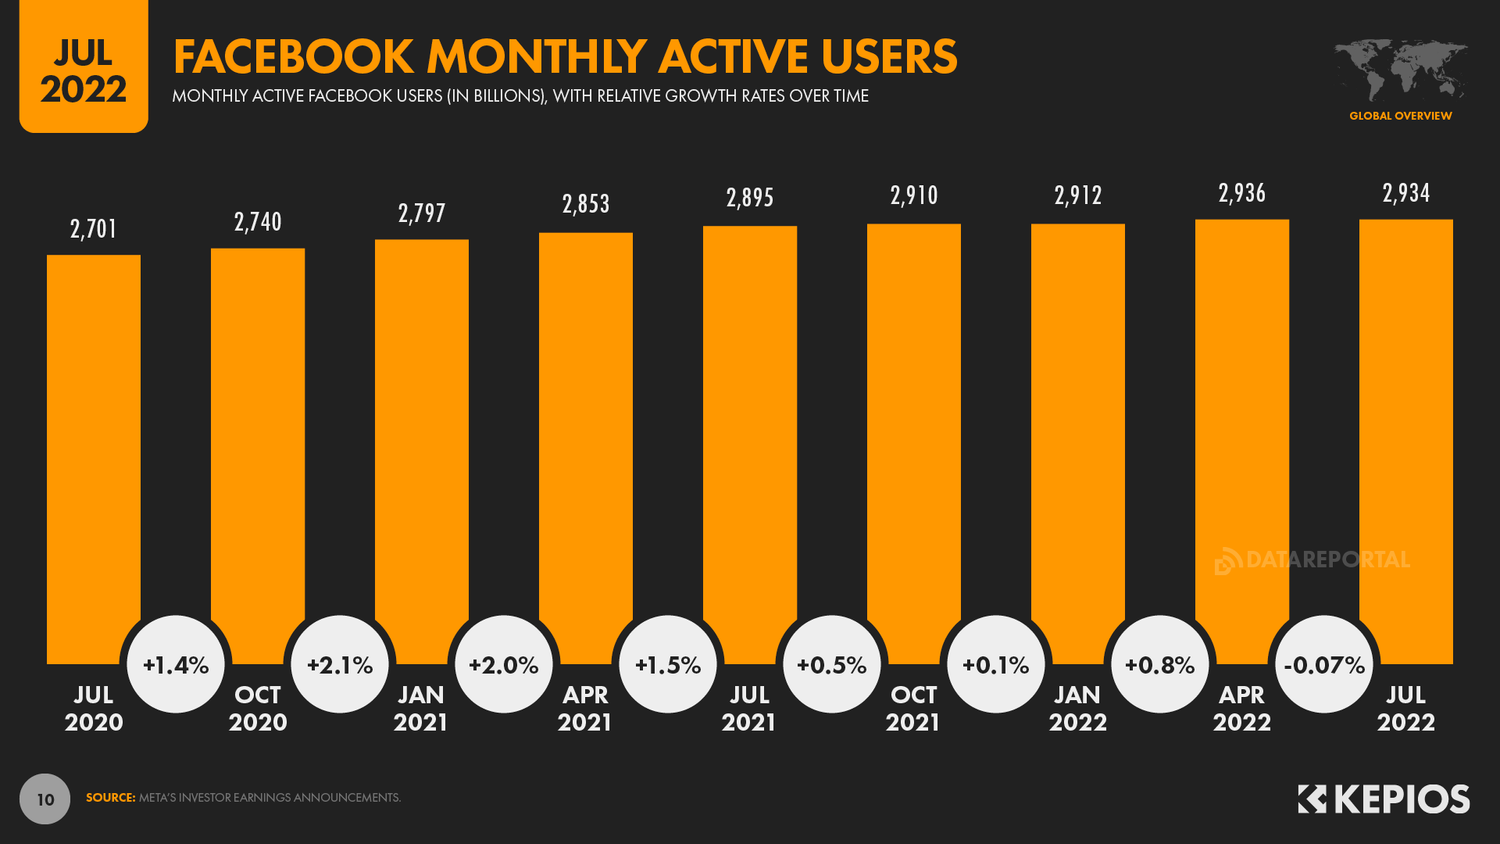 JUL
2022
FACEBOOK MONTHLY ACTIVE USERS
MONTHLY ACTIVE FACEBOOK USERS (IN BILLIONS), WITH RELATIVE GROWTH RATES OVER TIME
GLOBAL OVERVIEW
2,701
2,740
2,797
2,853
2,895
2,910
2,912
2,936
2,934
DATAREPORTAL
+1.4%
+2.1%
+2.0%
+1.5%
+0.5%
+0.1%
+0.8%
-0.07%
JUL
2020
OCT
2020
JAN
2021
APR
2021
JUL
2021
OCT
2021
JAN
2022
APR
2022
JUL
2022
10
SOURCE: META'S INVESTOR EARNINGS ANNOUNCEMENTS.
KEPIOS